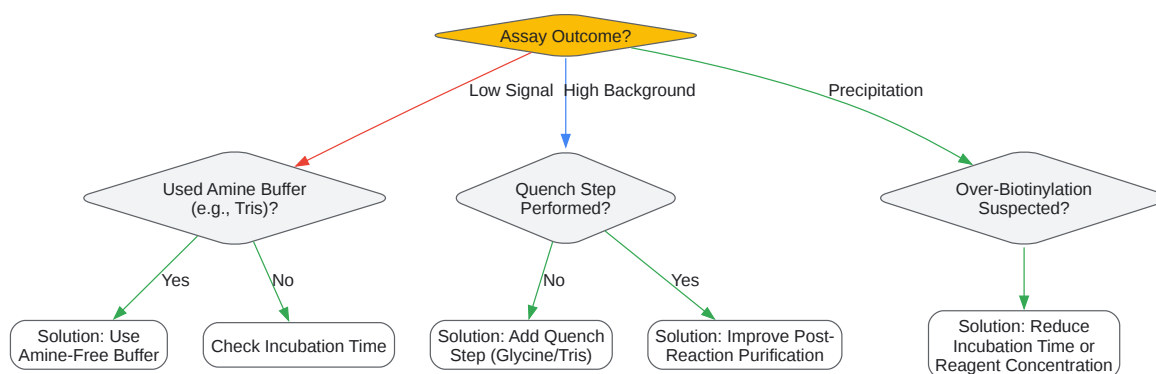 Assay Outcome?
Low Signal
High Background
Precipitation
Used Amine Buffer
(e.g., Tris)?
Quench Step
Performed?
Over-Biotinylation
Suspected?
Yes
No
No
Yes
Solution: Use
Amine-Free Buffer
Check Incubation Time
Solution: Add Quench
Step (Glycine/Tris)
Solution: Improve Post-
Reaction Purification
Solution: Reduce
Incubation Time or
Reagent Concentration